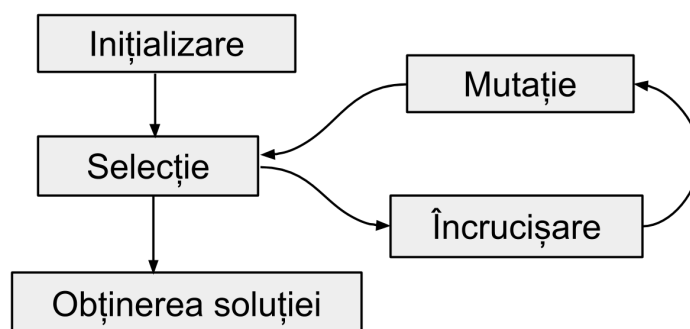 Inițializare
Mutație
Selecție
Încrucișare
Obținerea soluției